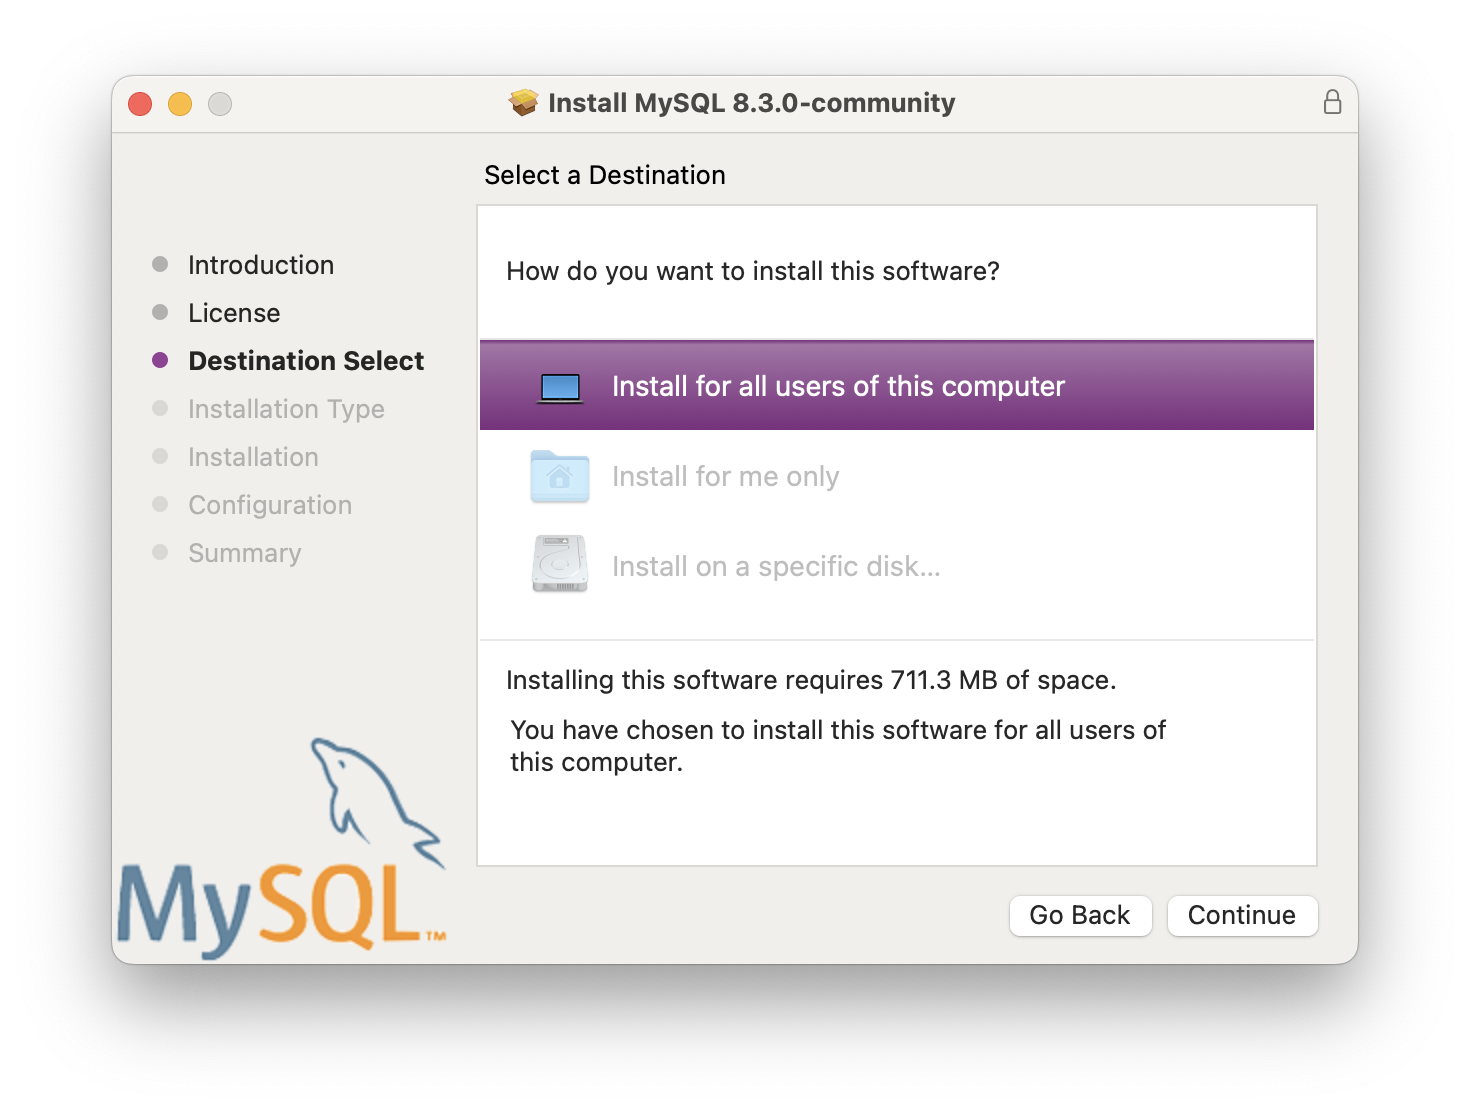 Install MySQL 8.3.0-community
Select a Destination
Introduction
License
Destination Select
Installation Type
Installation
Configuration
Summary
How do you want to install this software?
Install for all users of this computer
Install for me only
Install on a specific disk...
Installing this software requires 711.3 MB of space.
You have chosen to install this software for all users of
this computer.
MySQL™
Go Back
Continue